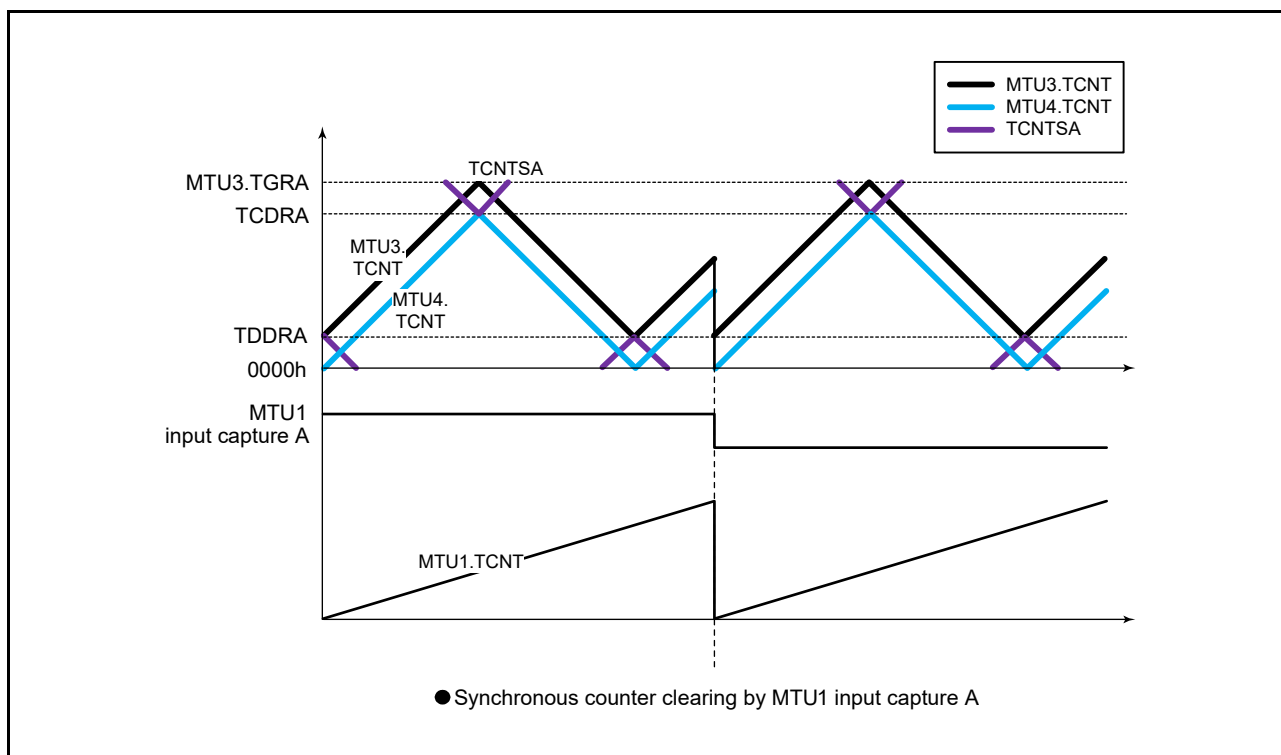 MTU3.TCNT
MTU4.TCNT
TCNTSA
TCNTSA
MTU3.TGRA
TCDRA
MTU3.
TCNT
MTU4.
TCNT
TDDRA
0000h
MTU1
input capture A
MTU1.TCNT
●Synchronous counter clearing by MTU1 input capture A